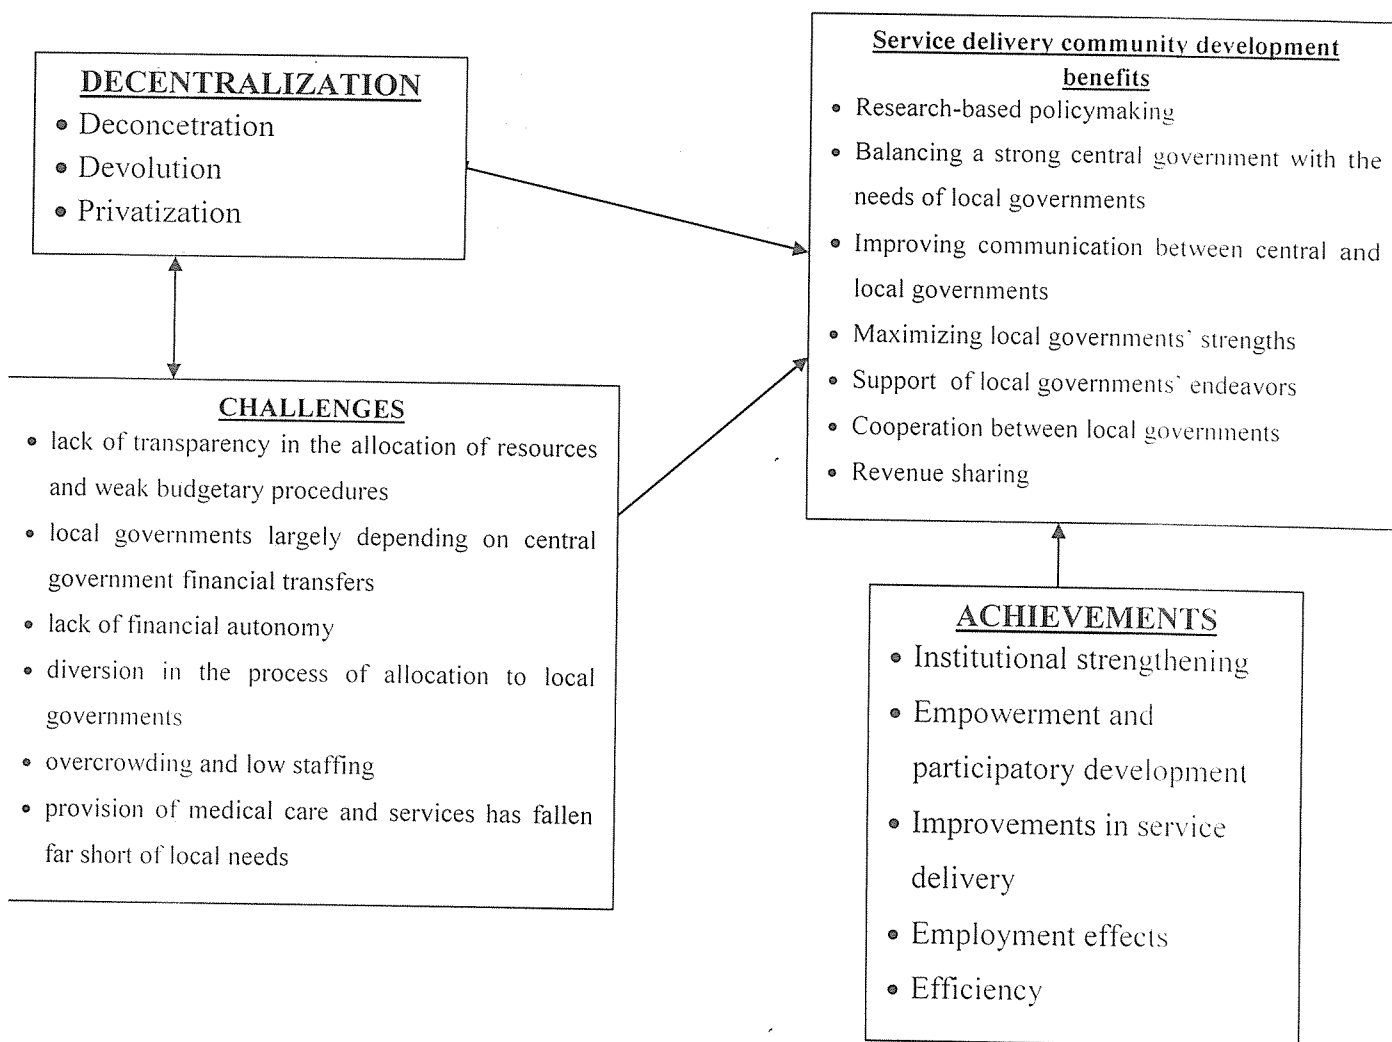 DECENTRALIZATION
• Deconcetration
• Devolution
• Privatization
Service delivery community development
benefits
• Research-based policymaking
• Balancing a strong central government with the
needs of local governments
• Improving communication between central and
local governments
• Maximizing local governments' strengths
• Support of local governments' endeavors
• Cooperation between local governments
• Revenue sharing
CHALLENGES
• lack of transparency in the allocation of resources
and weak budgetary procedures
• local governments largely depending on central
government financial transfers
• lack of financial autonomy
• diversion in the process of allocation to local
governments
• overcrowding and low staffing
• provision of medical care and services has fallen
far short of local needs
ACHIEVEMENTS
• Institutional strengthening
• Empowerment and
participatory development
• Improvements in service
delivery
• Employment effects
• Efficiency